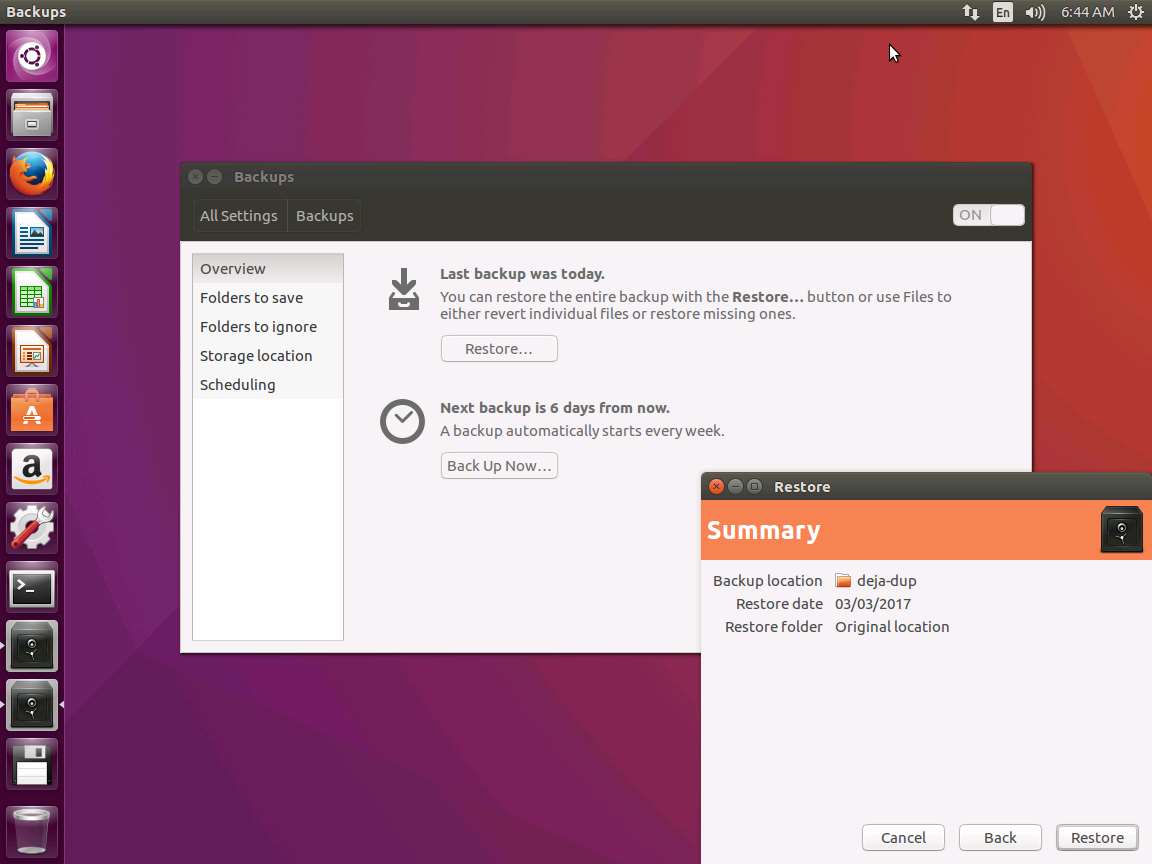 Backups
En
6:44 AM
Backups
All Settings
Backups
ON
Overview
Folders to save
Folders to ignore
Storage location
Scheduling
Last backup was today.
You can restore the entire backup with the Restore… button or use Files to
either revert individual files or restore missing ones.
Restore…
Next backup is 6 days from now.
A backup automatically starts every week.
Back Up Now…
Restore
Summary
Backup location deja-dup
Restore date 03/03/2017
Restore folder Original location
Cancel
Back
Restore